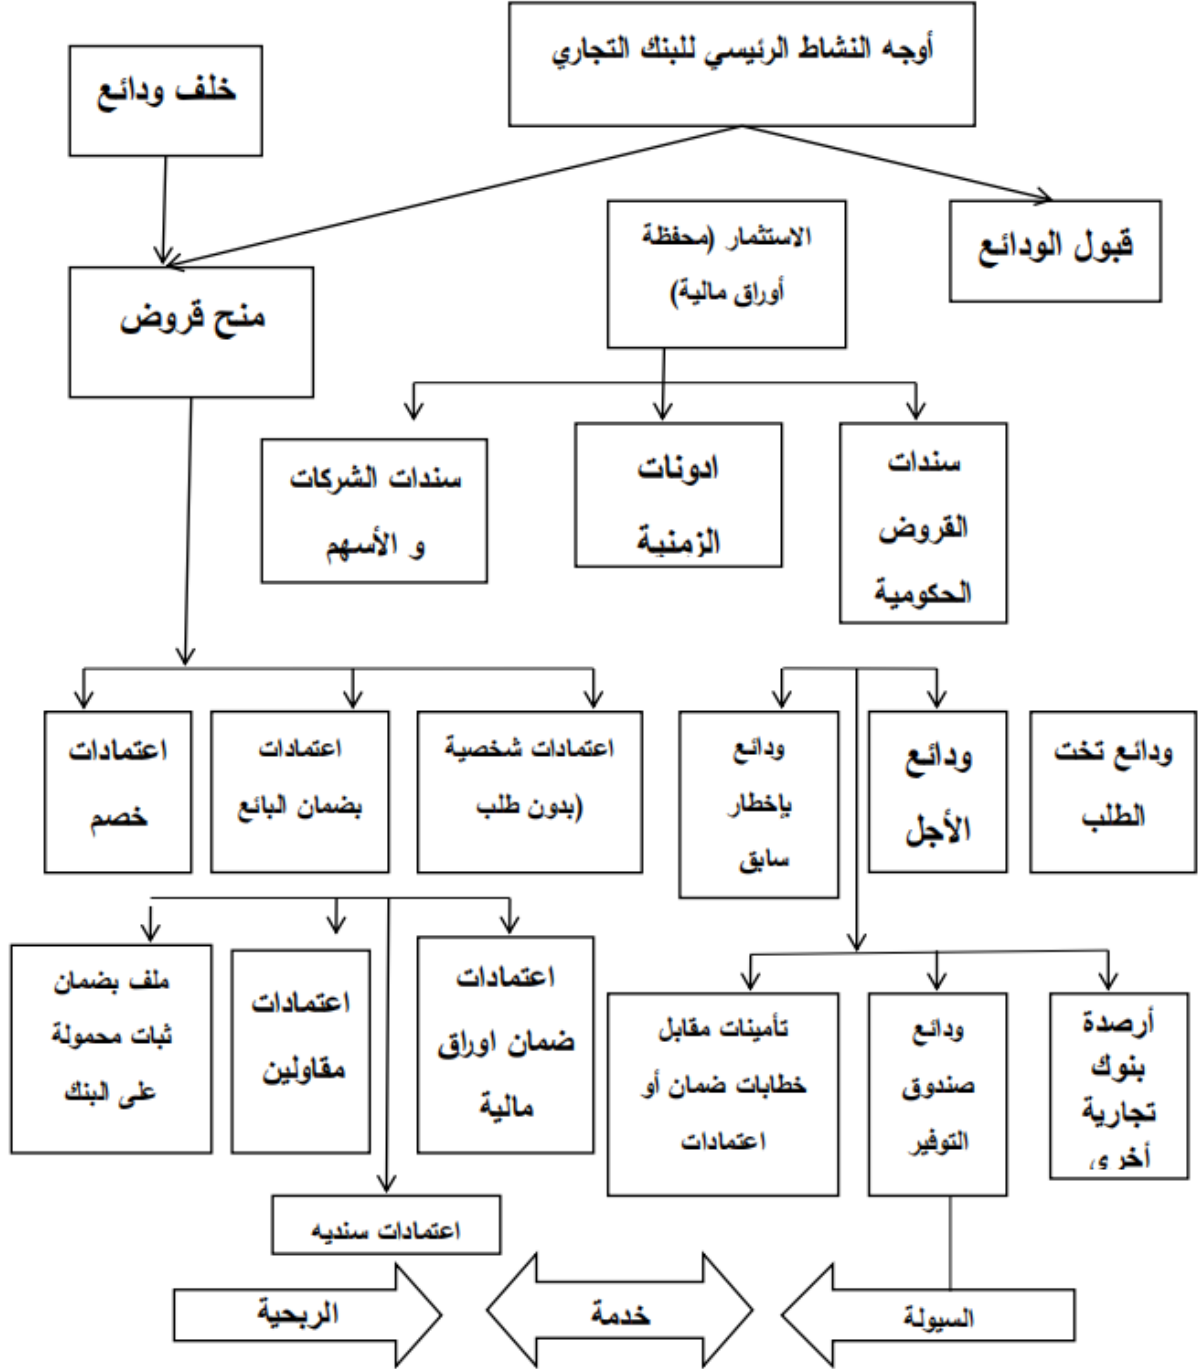 أوجه النشاط الرئيسي للبنك التجاري
خلف ودائع
قبول الودائع
الاستثمار (محفظة
أوراق مالية)
منح قروض
سندات
القروض
الحكومية
ادونات
الزمنية
سندات الشركات
و الأسهم
ودائع تخت
الطلب
ودائع
الأجل
ودائع
بإخطار
سابق
اعتمادات شخصية
(بدون طلب
اعتمادات
بضمان البائع
اعتمادات
خصم
أرصدة
بنوك
تجارية
أخرى
ودائع
صندوق
التوفير
تأمينات مقابل
خطابات ضمان أو
اعتمادات
اعتمادات
ضمان اوراق
مالية
اعتمادات
مقاولين
ملف بضمان
ثبات محمولة
على البنك
اعتمادات سنديه
السيولة
خدمة
الربحية